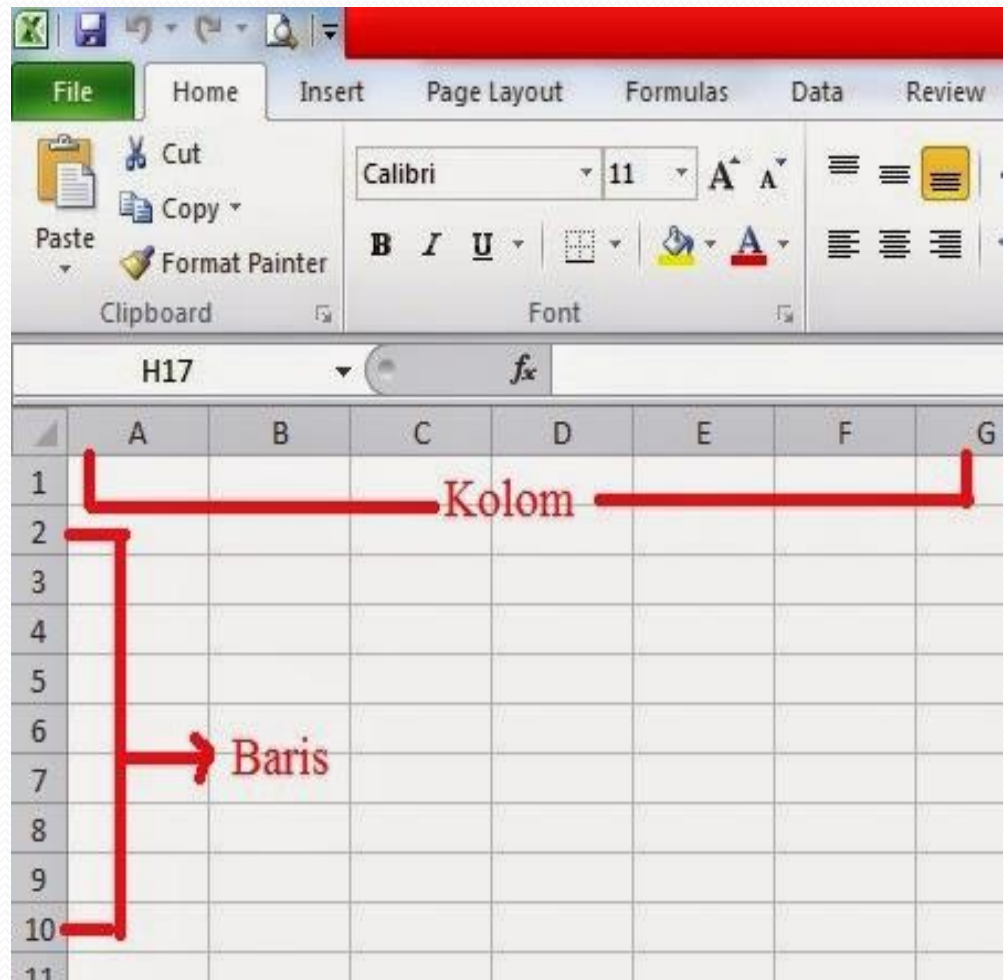 File Home Insert Page Layout Formulas Data Review
Cut
Calibri 11 A A
Copy
Paste
B I U A
Format Painter
Clipboard Font
H17 fx
A B C D E F G
1
Kolom
2
3
4
5
6
Baris
7
8
9
10
11